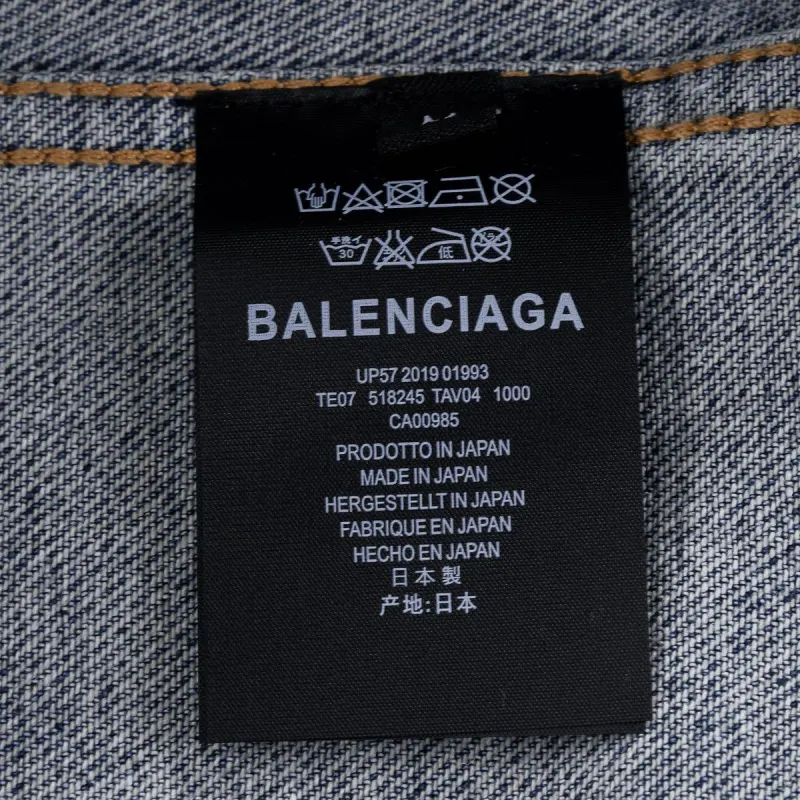 手洗イ
30
低
BALENCIAGA
UP57 2019 01993
TE07 518245 TAV04 1000
CA00985
PRODOTTO IN JAPAN
MADE IN JAPAN
HERGESTELLT IN JAPAN
FABRIQUE EN JAPAN
HECHO EN JAPAN
日本製
产地:日本